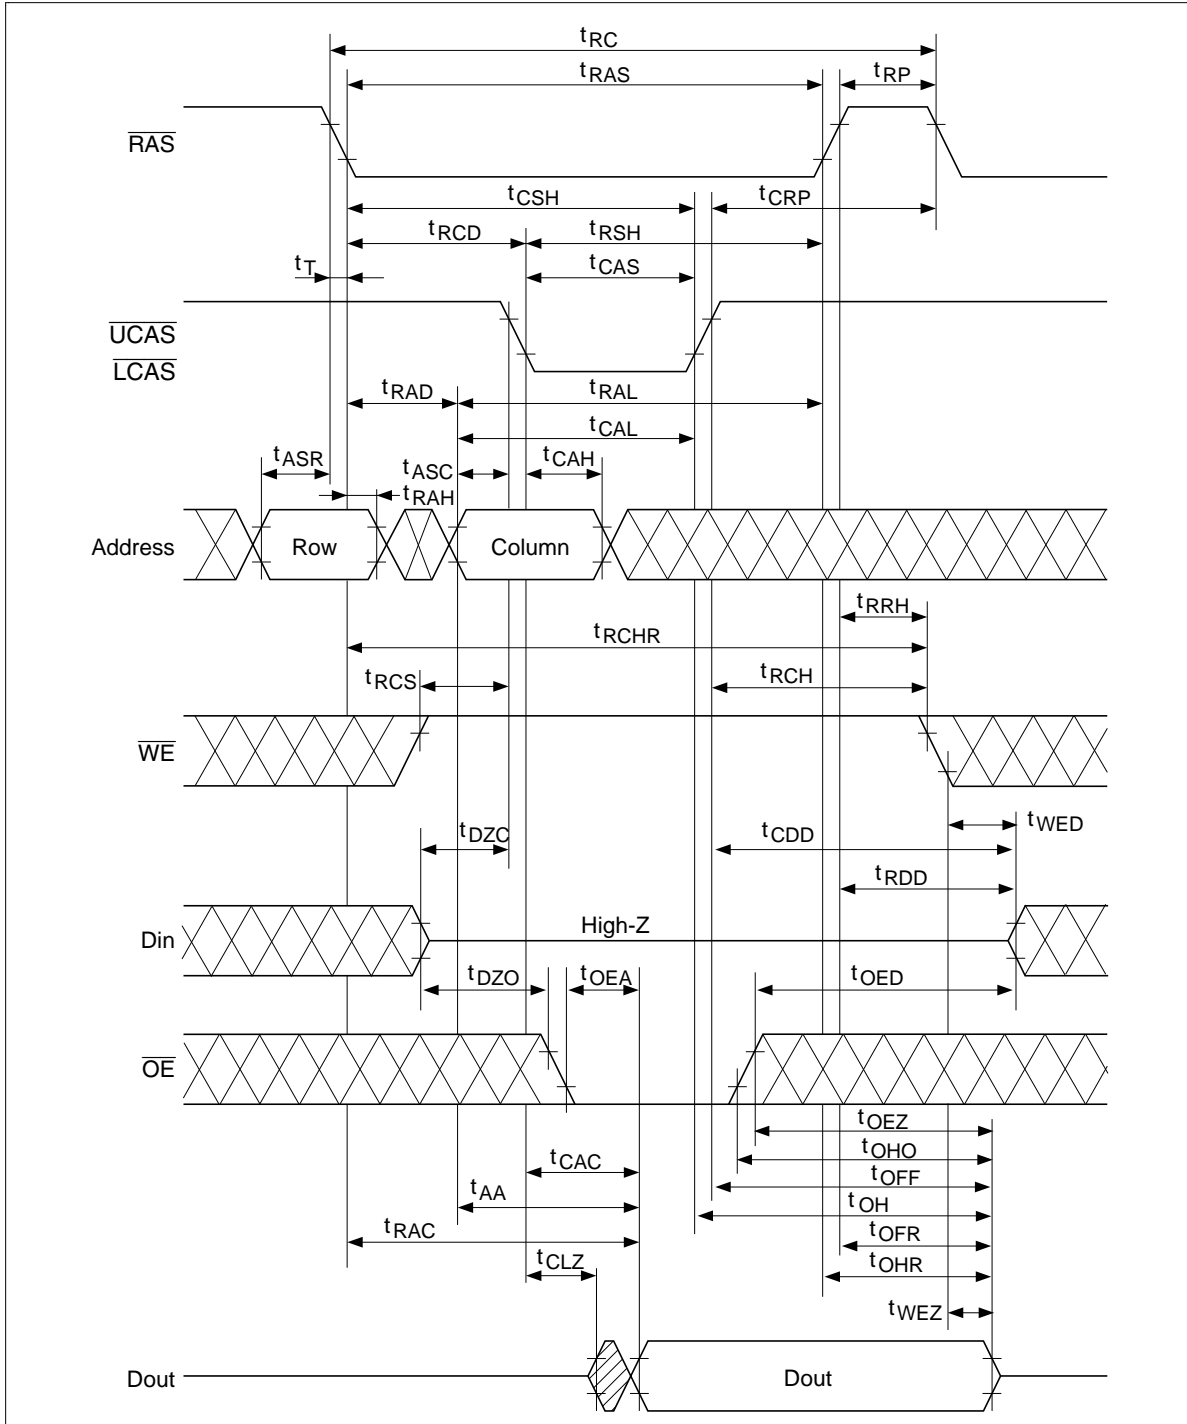 tRC
tRAS tRP
RAS
tCSH tCRP
tRCD tRSH
tT tCAS
UCAS
LCAS
tRAD tRAL
tCAL
tASR tASC tCAH
tRAH
Address Row Column
tRRH
tRCHR
tRCS tRCH
WE
tDZC tCDD tWED
tRDD
Din High-Z
tDZO tOEA tOED
OE
tOEZ
tOHO
tCAC tOFF
tAA tOH
tRAC tOFR
tCLZ tOHR
tWEZ
Dout Dout